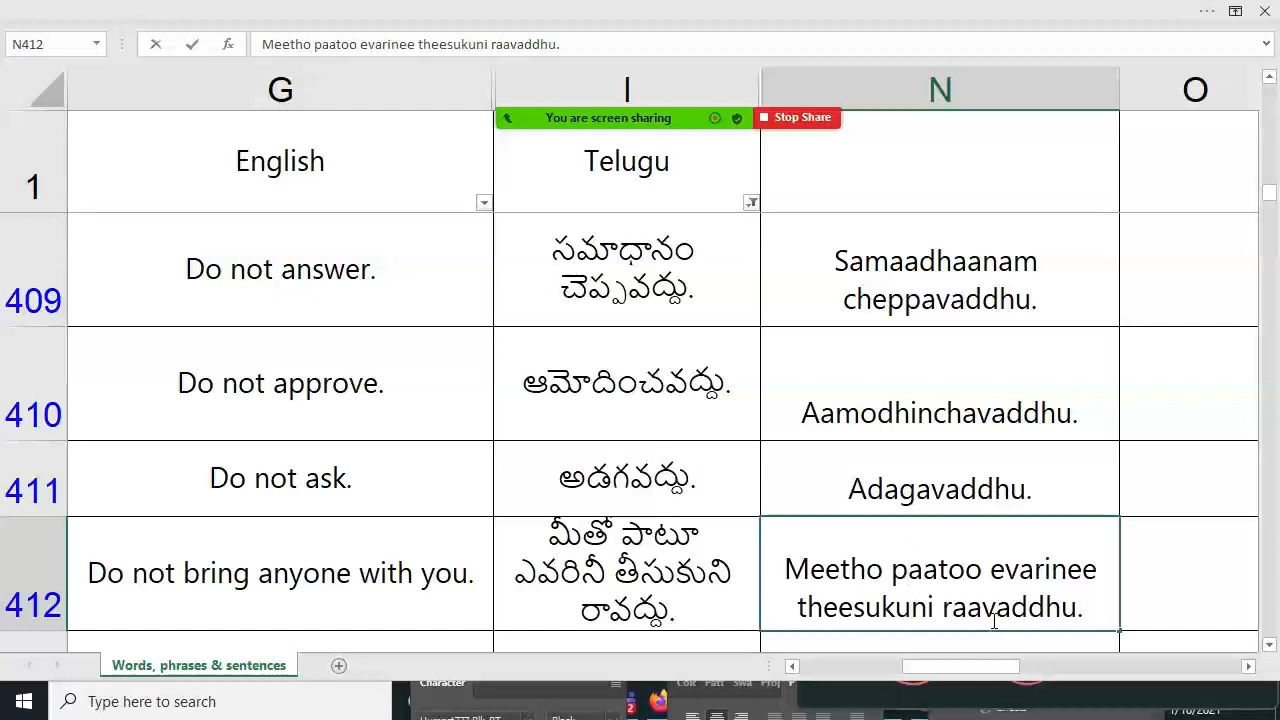 N412
Meetho paatoo evarinee theesukuni raavaddhu.
G I N O
You are screen sharing
Stop Share
1 English Telugu
409 Do not answer. సమాధానం చెప్పవద్దు. Samaadhaanam cheppavaddhu.
410 Do not approve. ఆమోదించవద్దు. Aamodhinchavaddhu.
411 Do not ask. అడగవద్దు. Adagavaddhu.
412 Do not bring anyone with you. మీతో పాటూ ఎవరినీ తీసుకుని రావద్దు. Meetho paatoo evarinee theesukuni raavaddhu.
Words, phrases & sentences
Type here to search